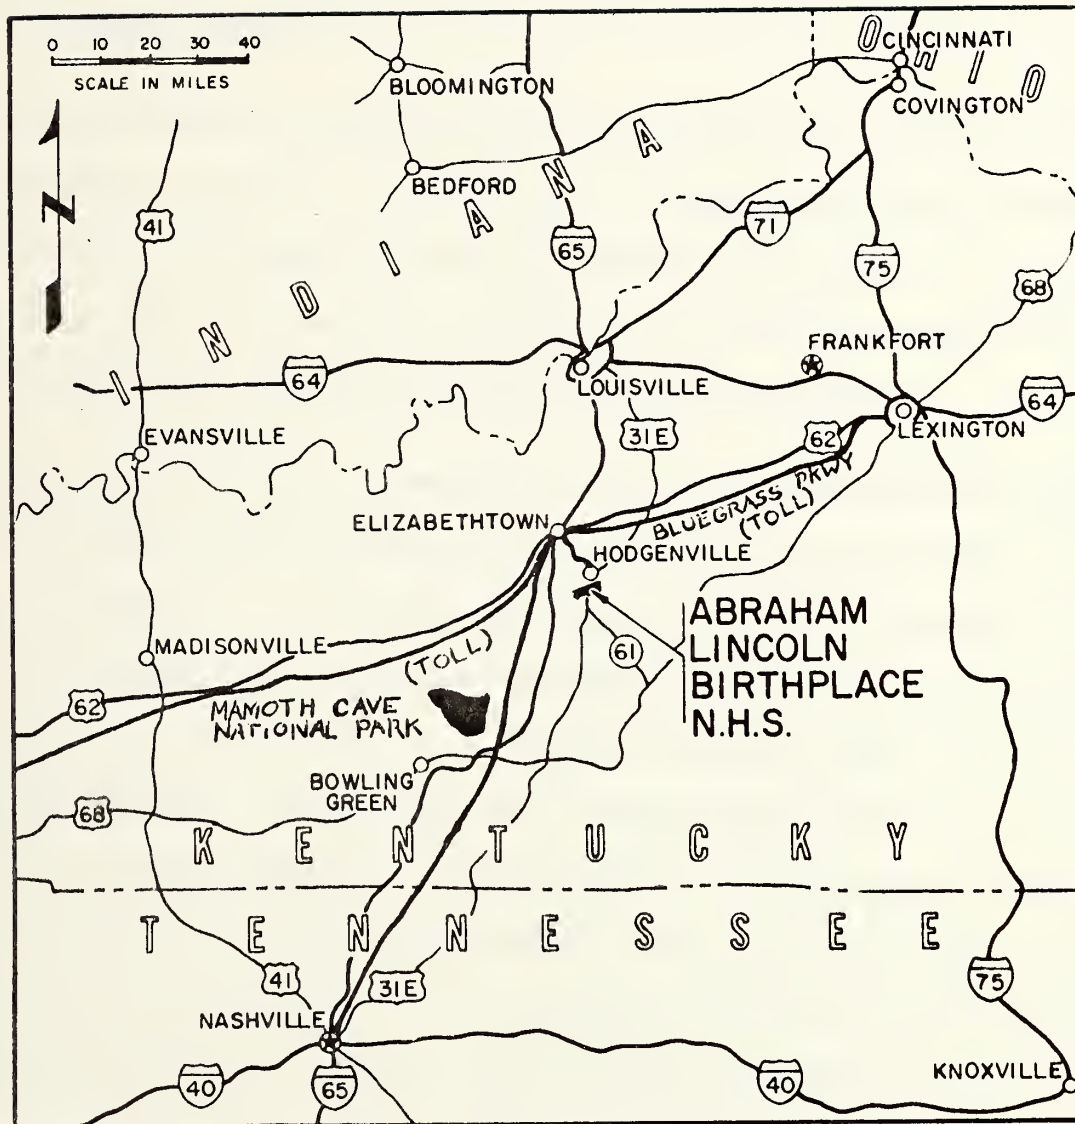 0 10 20 30 40
SCALE IN MILES
OHIO
CINCINNATI
BLOOMINGTON
COVINGTON
BEDFORD
INDIANA
N
41
65
71
75
68
FRANKFORT
64
LOUISVILLE
64
EVANSVILLE
31E
62
LEXINGTON
BLUEGRASS PKWY
(TOLL)
ELIZABETHTOWN
HODGENVILLE
ABRAHAM
LINCOLN
BIRTHPLACE
N.H.S.
61
MADISONVILLE
(TOLL)
62
MAMOTH CAVE
NATIONAL PARK
BOWLING
GREEN
68
KENTUCKY
TENNESSEE
41
31E
75
NASHVILLE
40
65
40
KNOXVILLE